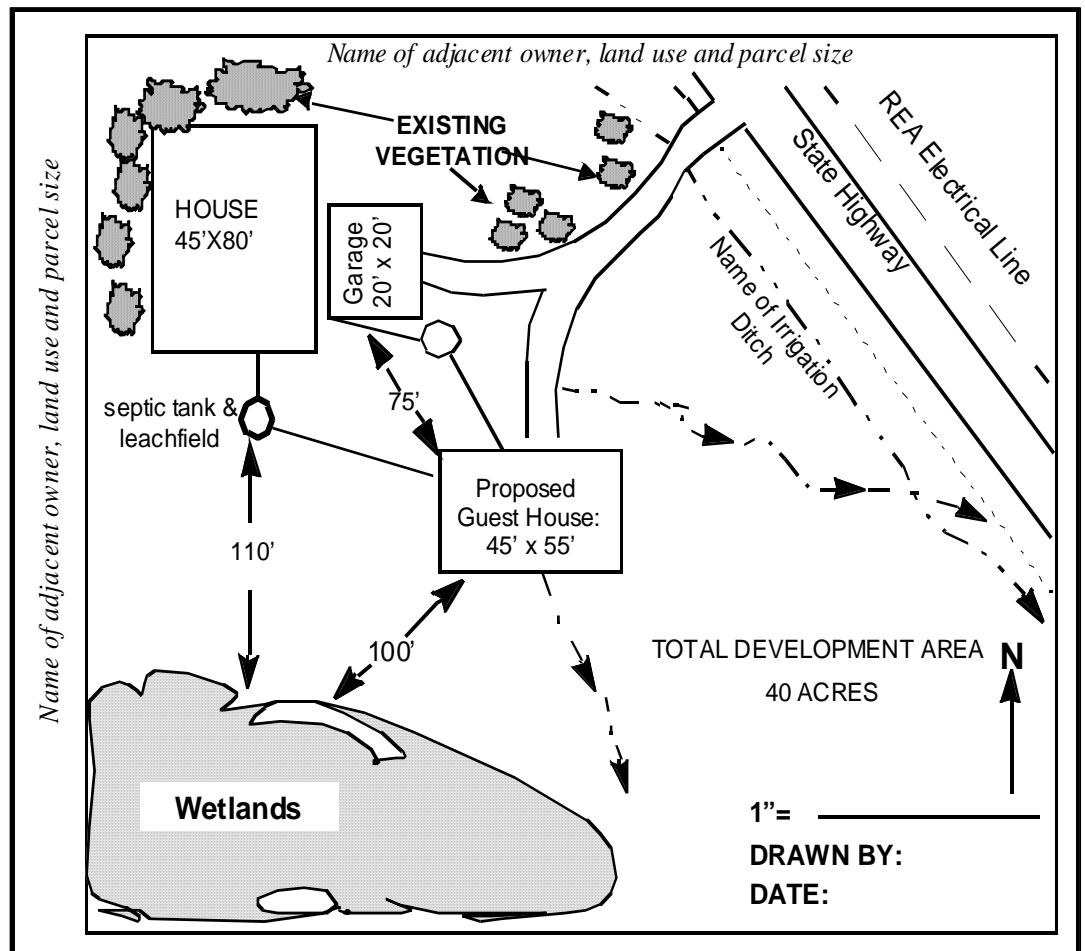 Name of adjacent owner, land use and parcel size
Name of adjacent owner, land use and parcel size
EXISTING
VEGETATION
HOUSE
45'X80'
Garage
20' x 20'
State Highway
REA Electrical Line
Name of Irrigation
Ditch
septic tank &
leachfield
75'
Proposed
Guest House:
45' x 55'
110'
100'
TOTAL DEVELOPMENT AREA
40 ACRES
N
Wetlands
1”=
DRAWN BY:
DATE: